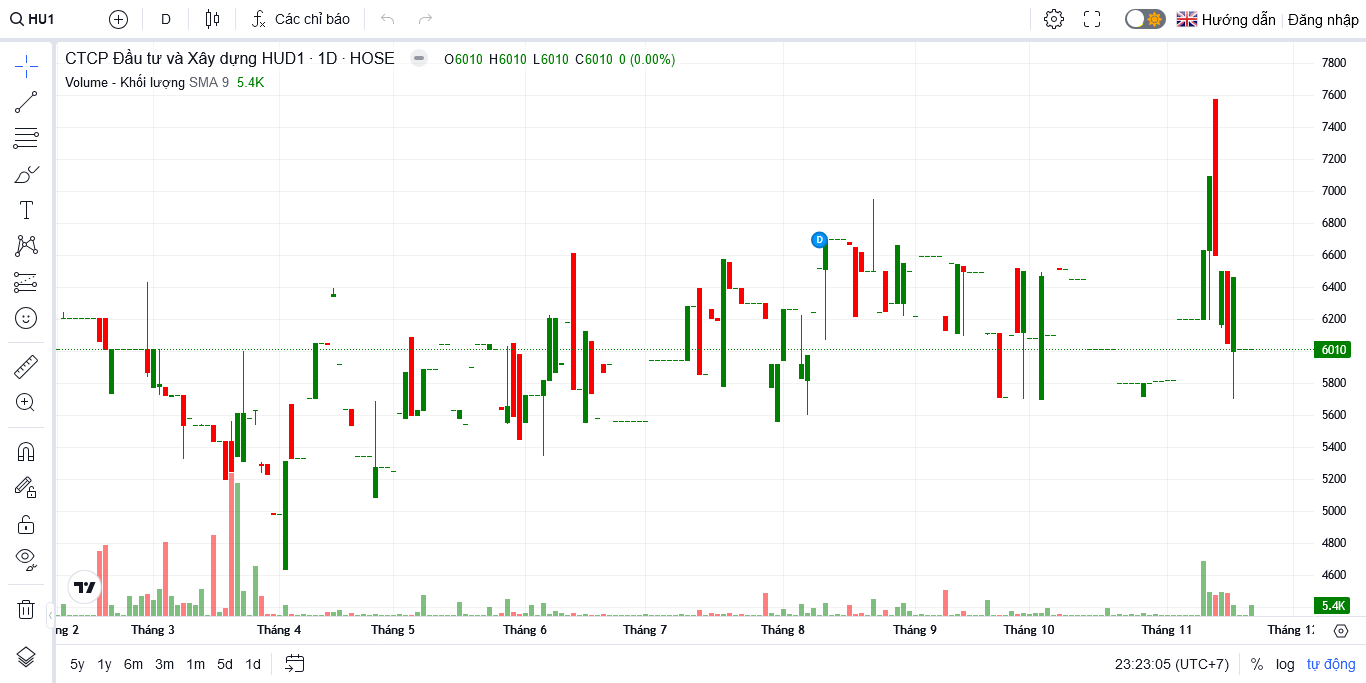 HU1 D Các chỉ báo Hướng dẫn Đăng nhập
CTCP Đầu tư và Xây dựng HUD1 · 1D · HOSE O6010 H6010 L6010 C6010 0 (0.00%)
Volume - Khối lượng SMA 9 5.4K
7800
7600
7400
7200
7000
6800
6600
6400
6200
6010
5800
5600
5400
5200
5000
4800
4600
5.4K
D
ng 2 Tháng 3 Tháng 4 Tháng 5 Tháng 6 Tháng 7 Tháng 8 Tháng 9 Tháng 10 Tháng 11 Tháng 1
5y 1y 6m 3m 1m 5d 1d 23:23:05 (UTC+7) % log tự động